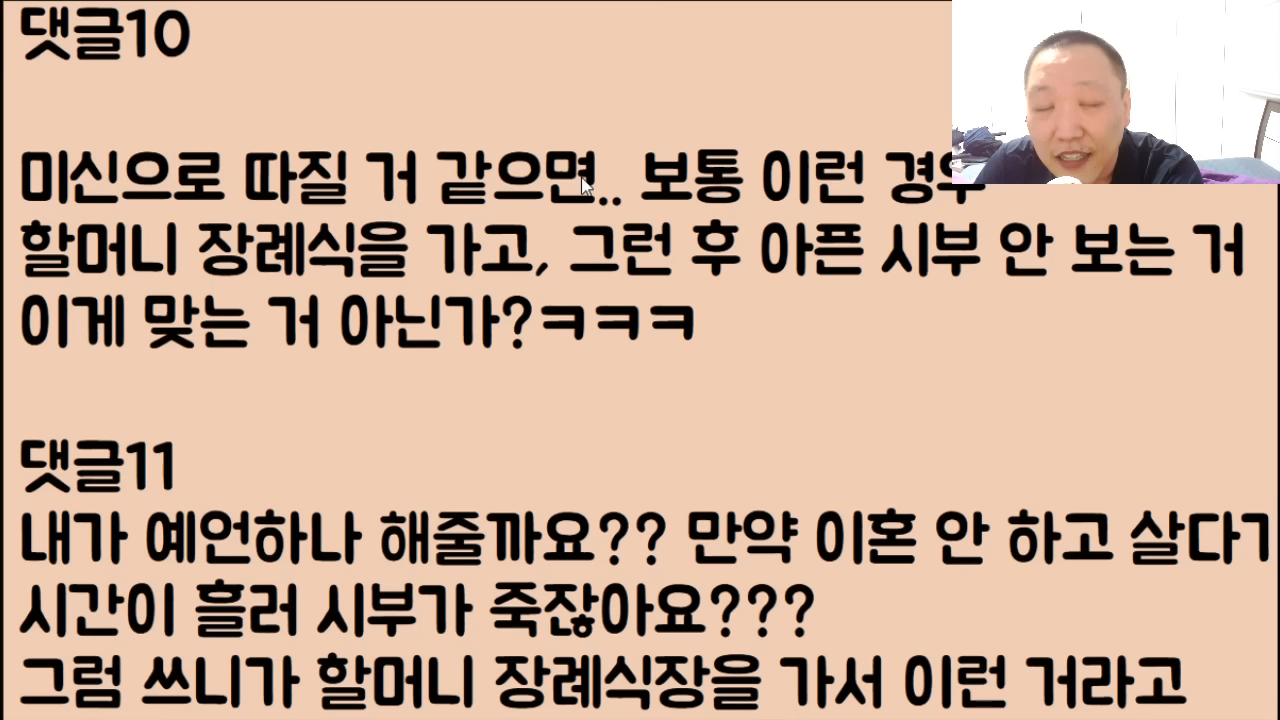 댓글10
미신으로 따질 거 같으면.. 보통 이런 경우
할머니 장례식을 가고, 그런 후 아픈 시부 안 보는 거
이게 맞는 거 아닌가?ㅋㅋㅋ
댓글11
내가 예언하나 해줄까요?? 만약 이혼 안 하고
시간이 흘러 시부가 죽잖아요???
그럼 쓰니가 할머니 장례식장을 가서 이런 거라고